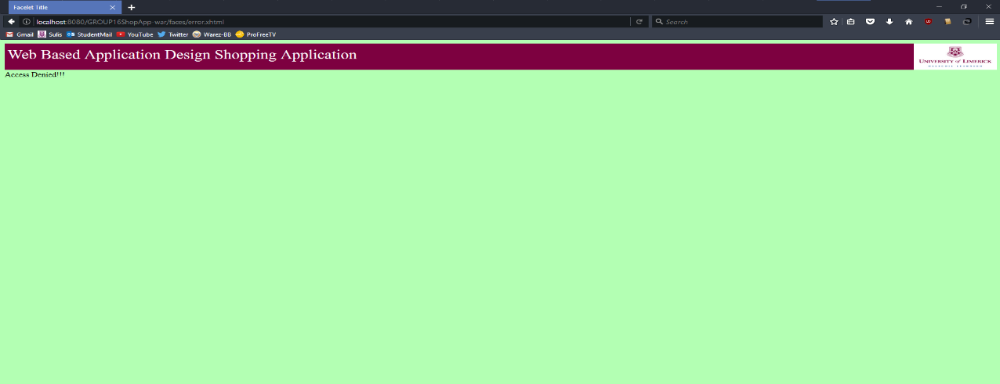 Facelet Title
localhost:8080/GROUP16ShopApp-war/faces/error.xhtml
Search
Gmail Sulis StudentMail YouTube Twitter Warez-BB ProFreeTV
Web Based Application Design Shopping Application
UNIVERSITY of LIMERICK
Access Denied!!!